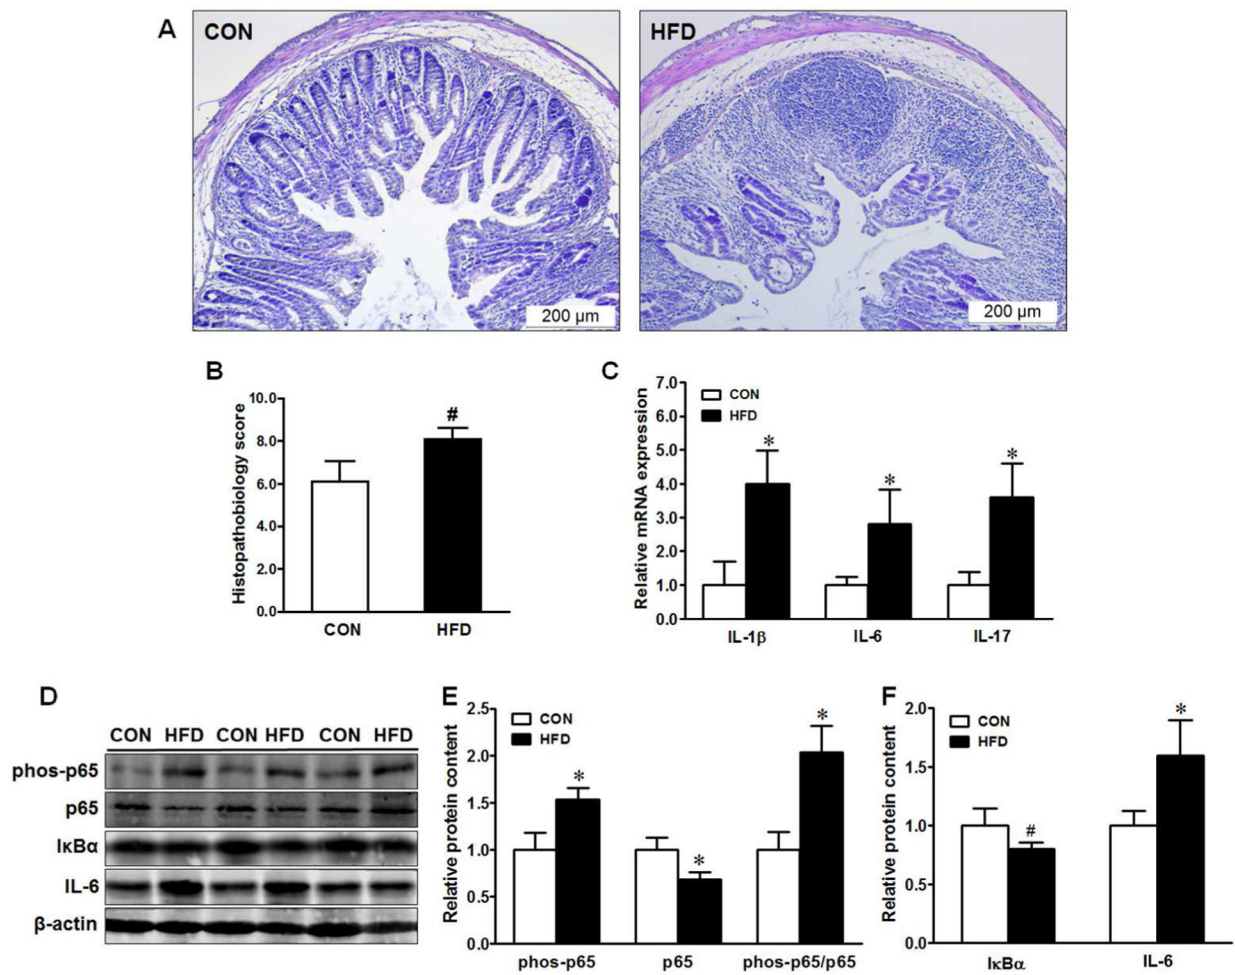 A
CON
HFD
200 µm
200 µm
B
Histopathobiology score
10.0
8.0
6.0
4.0
2.0
0.0
#
CON
HFD
C
Relative mRNA expression
7.0
6.0
5.0
4.0
3.0
2.0
1.0
0.0
CON
HFD
*
*
*
IL-1β
IL-6
IL-17
D
CON HFD CON HFD CON HFD
phos-p65
p65
IκBα
IL-6
β-actin
E
Relative protein content
2.5
2.0
1.5
1.0
0.5
0.0
CON
HFD
*
*
*
phos-p65
p65
phos-p65/p65
F
Relative protein content
2.0
1.5
1.0
0.5
0.0
CON
HFD
#
*
IκBα
IL-6